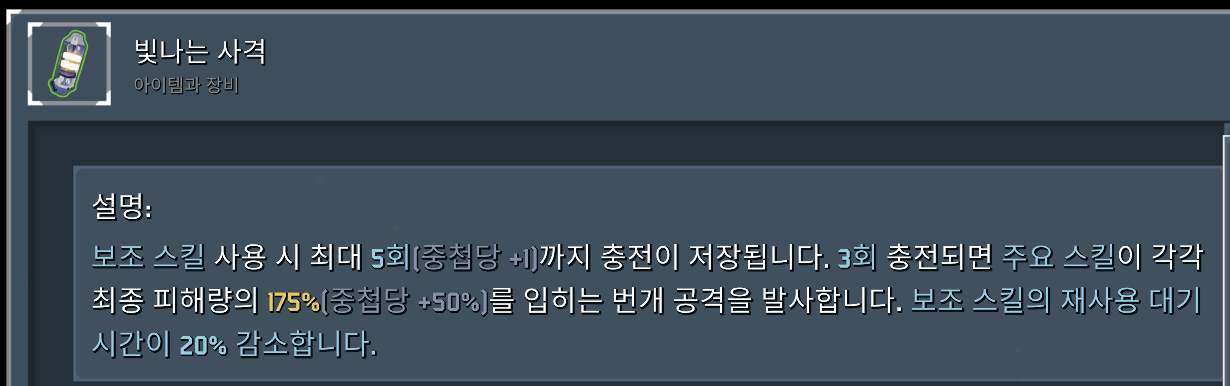 빛나는 사격
아이템과 장비
설명:
보조 스킬 사용 시 최대 5회(중첩당 +1)까지 충전이 저장됩니다. 3회 충전되면 주요 스킬이 각각
최종 피해량의 175%(중첩당 +50%)를 입히는 번개 공격을 발사합니다. 보조 스킬의 재사용 대기
시간이 20% 감소합니다.